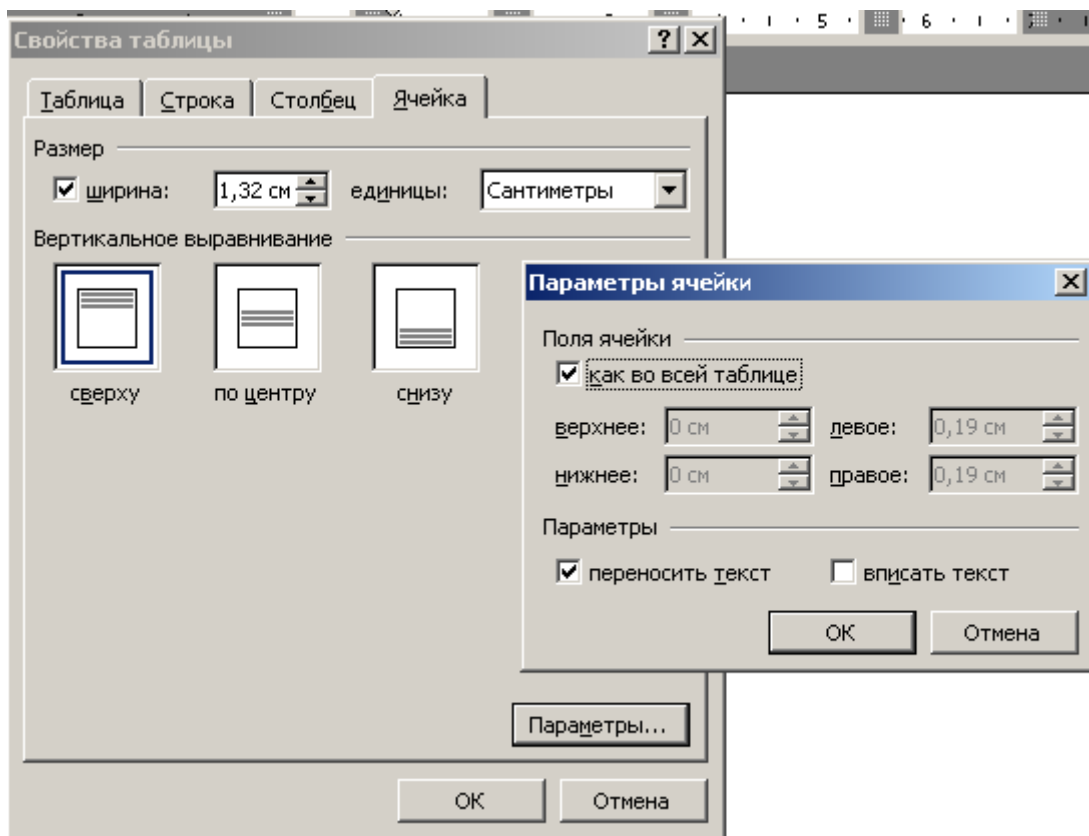 5 6 7
Свойства таблицы
Таблица Строка Столбец Ячейка
Размер
ширина: 1,32 см единицы: Сантиметры
Вертикальное выравнивание
сверху по центру снизу
Параметры ячейки
Поля ячейки
как во всей таблице
верхнее: 0 см левое: 0,19 см
нижнее: 0 см правое: 0,19 см
Параметры
переносить текст вписать текст
ОК Отмена
Параметры...
ОК Отмена